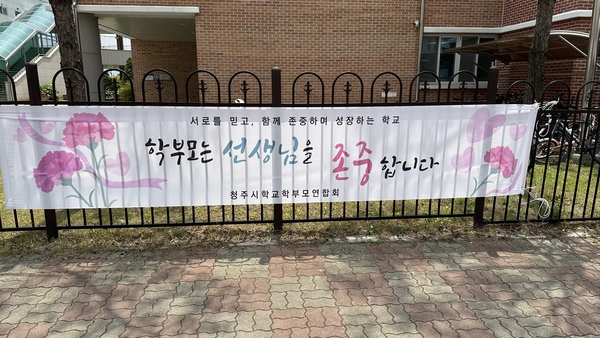 서로를 믿고, 함께 존중하며 성장하는 학교
학부모는 선생님을 존중합니다
청주시학교학부모연합회